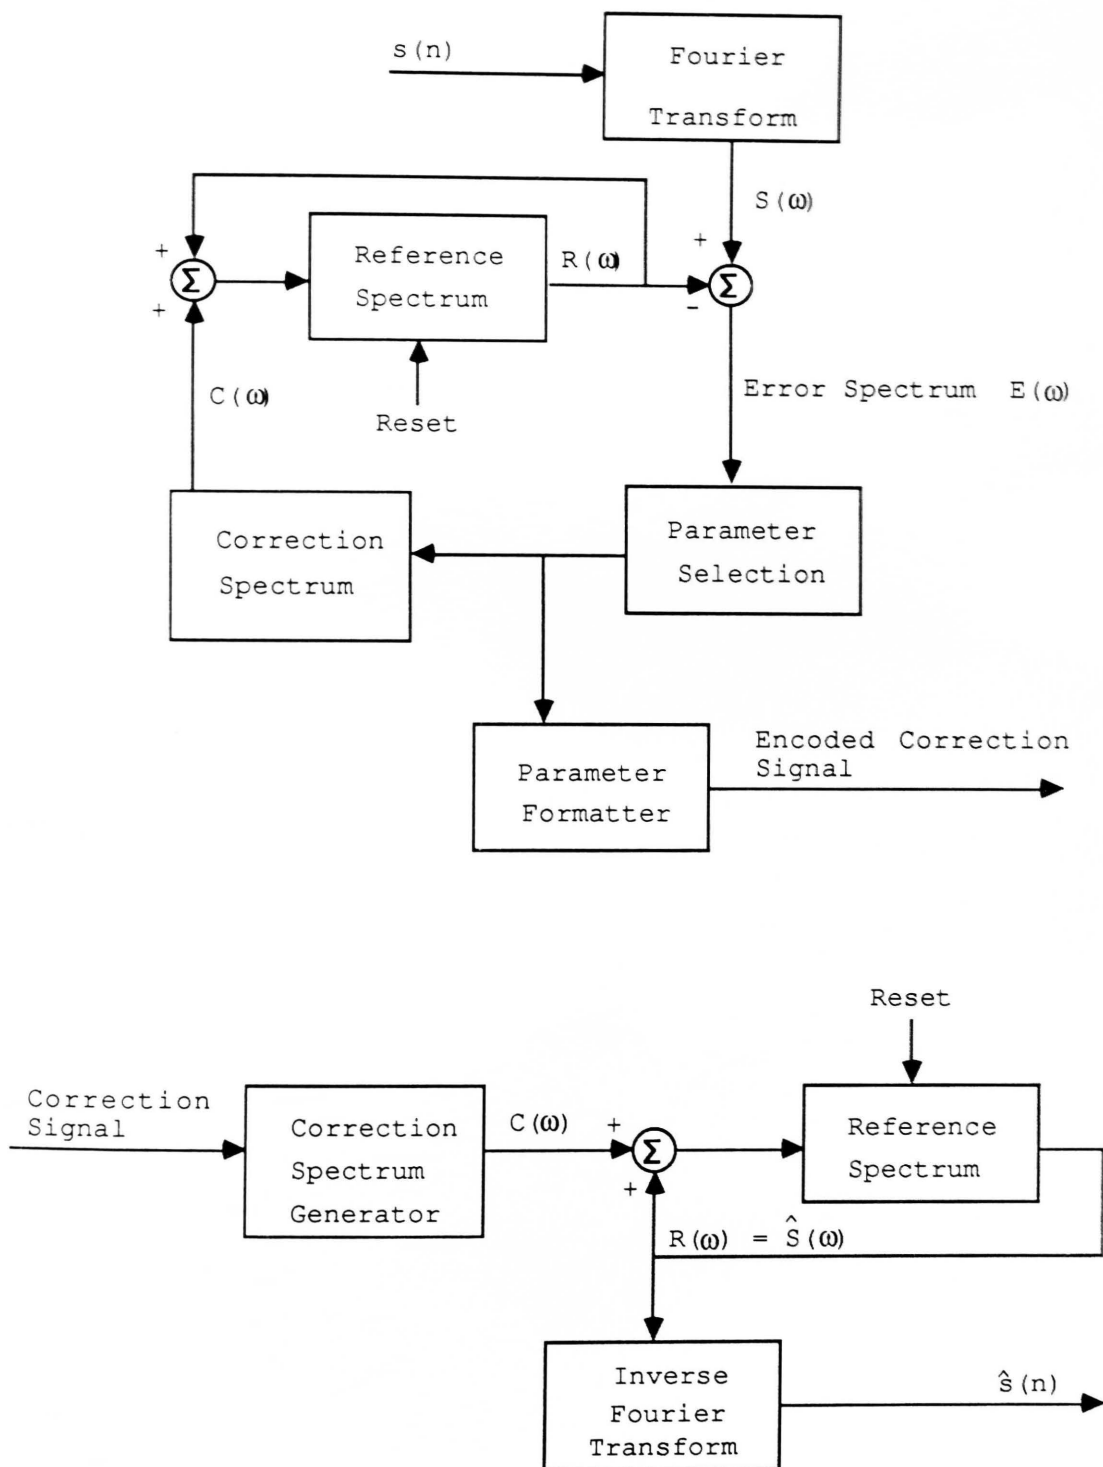 s(n)
Fourier
Transform
S(ω)
+
+
Reference
Spectrum
R(ω)
+
Σ
Σ
-
C(ω)
Reset
Error Spectrum E(ω)
Correction
Spectrum
Parameter
Selection
Parameter
Formatter
Encoded Correction
Signal
Reset
Correction
Signal
Correction
Spectrum
Generator
C(ω)
+
Σ
+
Reference
Spectrum
R(ω) = Ŝ(ω)
Inverse
Fourier
Transform
ŝ(n)